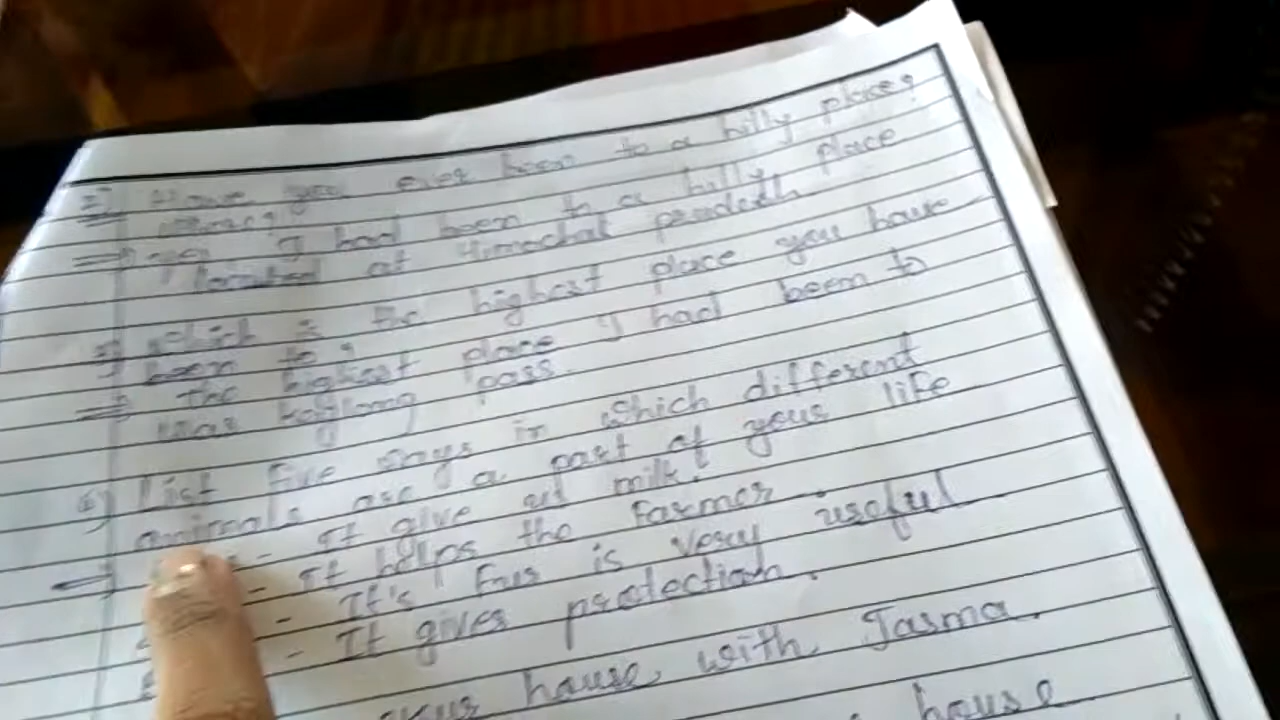 Have you ever been to a hilly place?
I had been to a hilly place
located at Himachal pradesh
3) Which is the highest place you have
been to?
=> the highest place I had been to
was pass.
List five ways in which different
animals are a part of your life
=> - It give us milk.
- It helps the farmer.
- It's fur is very useful
- It gives protection.
your house, with Jasma.
house